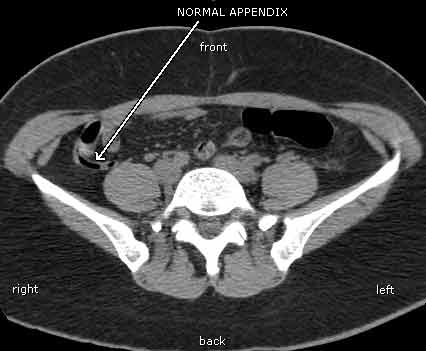 NORMAL APPENDIX
front
right
left
back